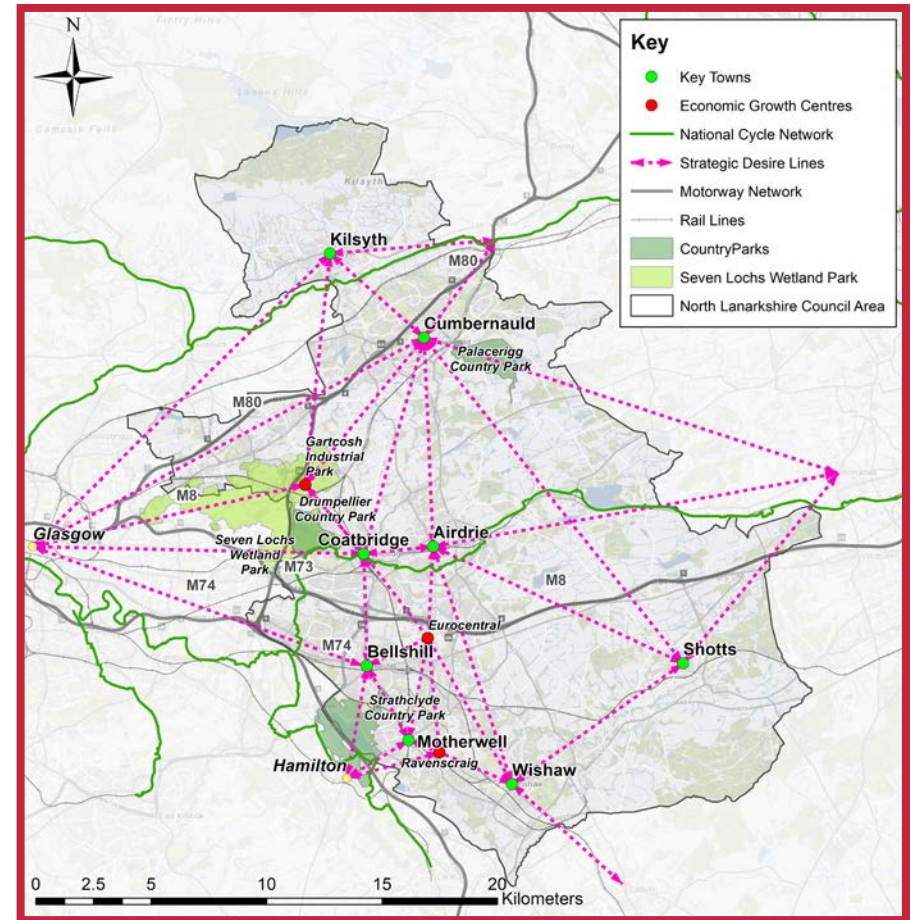 N
Key
Key Towns
Economic Growth Centres
National Cycle Network
Strategic Desire Lines
Motorway Network
Rail Lines
CountryParks
Seven Lochs Wetland Park
North Lanarkshire Council Area
Campsie Fells
Kilsyth
M80
Cumbernauld
Palacerigg
Country Park
M80
Gartcosh
Industrial
Park
M8
Drumpellier
Country Park
Glasgow
Seven Lochs
Wetland
Park
Coatbridge
Airdrie
M73
M74
M8
Eurocentral
M74
Bellshill
Shotts
Strathclyde
Country Park
Motherwell
Ravenscraig
Hamilton
Wishaw
0 2.5 5 10 15 20
Kilometers